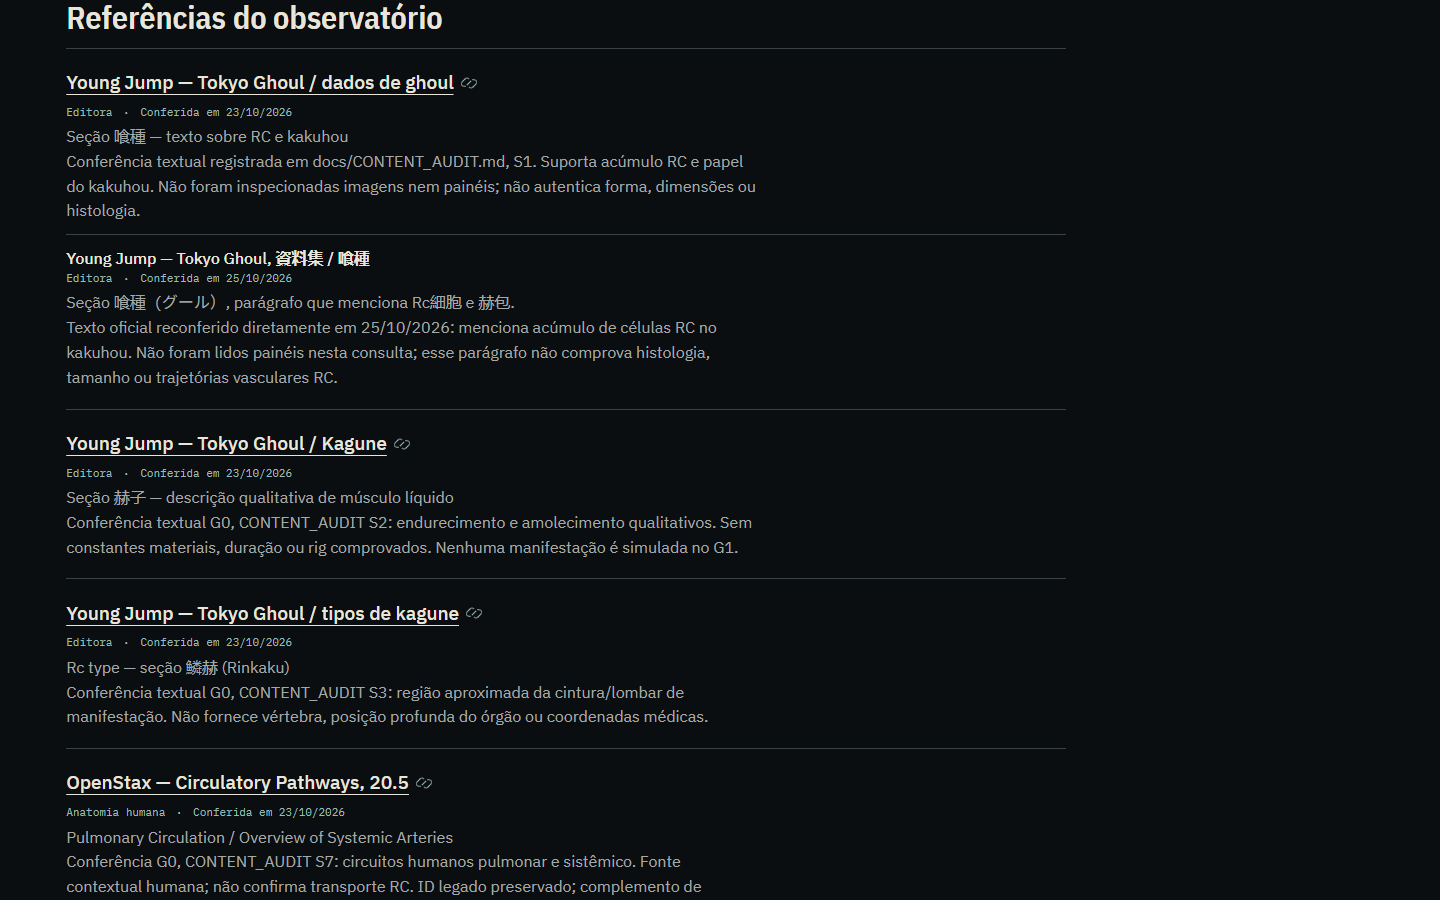 Referências do observatório
Young Jump — Tokyo Ghoul / dados de ghoul
Editora · Conferida em 23/10/2026
Seção 喰種 — texto sobre RC e kakuhou
Conferência textual registrada em docs/CONTENT_AUDIT.md, S1. Suporta acúmulo RC e papel
do kakuhou. Não foram inspecionadas imagens nem painéis; não autentica forma, dimensões ou
histologia.
Young Jump — Tokyo Ghoul, 資料集 / 喰種
Editora · Conferida em 25/10/2026
Seção 喰種（グール）, parágrafo que menciona Rc細胞 e 赫包.
Texto oficial reconferido diretamente em 25/10/2026: menciona acúmulo de células RC no
kakuhou. Não foram lidos painéis nesta consulta; esse parágrafo não comprova histologia,
tamanho ou trajetórias vasculares RC.
Young Jump — Tokyo Ghoul / Kagune
Editora · Conferida em 23/10/2026
Seção 赫子 — descrição qualitativa de músculo líquido
Conferência textual G0, CONTENT_AUDIT S2: endurecimento e amolecimento qualitativos. Sem
constantes materiais, duração ou rig comprovados. Nenhuma manifestação é simulada no G1.
Young Jump — Tokyo Ghoul / tipos de kagune
Editora · Conferida em 23/10/2026
Rc type — seção 鱗赫 (Rinkaku)
Conferência textual G0, CONTENT_AUDIT S3: região aproximada da cintura/lombar de
manifestação. Não fornece vértebra, posição profunda do órgão ou coordenadas médicas.
OpenStax — Circulatory Pathways, 20.5
Anatomia humana · Conferida em 23/10/2026
Pulmonary Circulation / Overview of Systemic Arteries
Conferência G0, CONTENT_AUDIT S7: circuitos humanos pulmonar e sistêmico. Fonte
contextual humana; não confirma transporte RC. ID legado preservado; complemento de